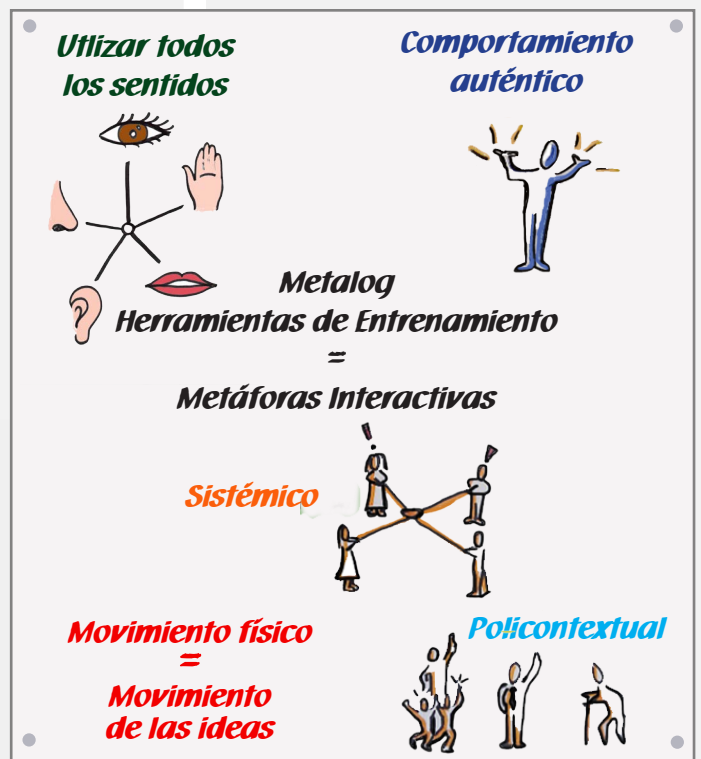 Utlizar todos
los sentidos
Comportamiento
auténtico
Metalog
Herramientas de Entrenamiento
=
Metáforas Interactivas
Sistémico
Movimiento físico
=
Movimiento
de las ideas
Policontextual